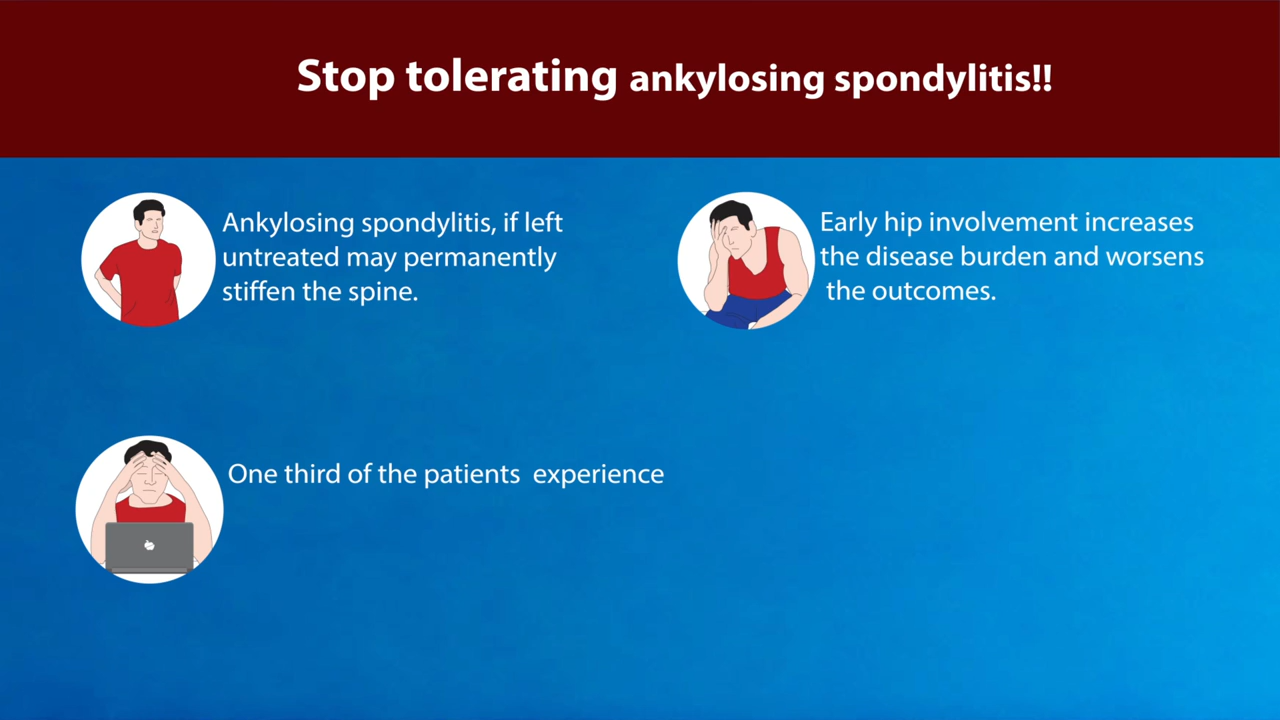 Stop tolerating ankylosing spondylitis!!
Ankylosing spondylitis, if left
untreated may permanently
stiffen the spine.
Early hip involvement increases
the disease burden and worsens
the outcomes.
One third of the patients experience